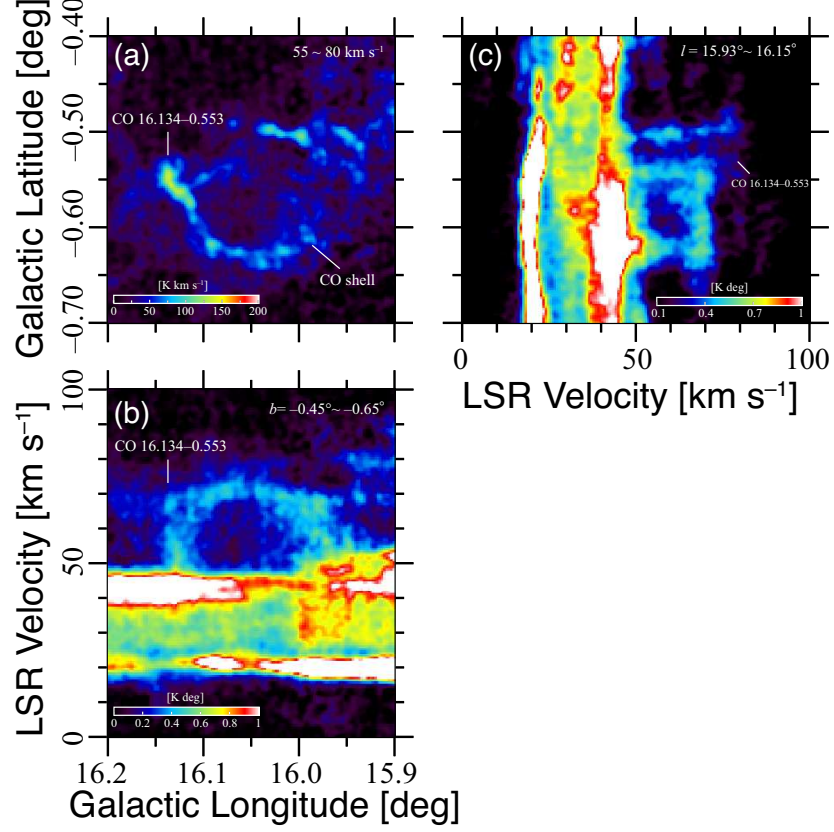 (a)
55 ~ 80 km s⁻¹
CO 16.134–0.553
CO shell
[K km s⁻¹]
0 50 100 150 200
Galactic Latitude [deg]
−0.40
−0.50
−0.60
−0.70
(c)
l = 15.93°~ 16.15°
CO 16.134–0.553
[K deg]
0.1 0.4 0.7 1
0 50 100
LSR Velocity [km s⁻¹]
(b)
b= −0.45°~ −0.65°
CO 16.134–0.553
[K deg]
0 0.2 0.4 0.6 0.8 1
LSR Velocity [km s⁻¹]
100
50
0
16.2 16.1 16.0 15.9
Galactic Longitude [deg]